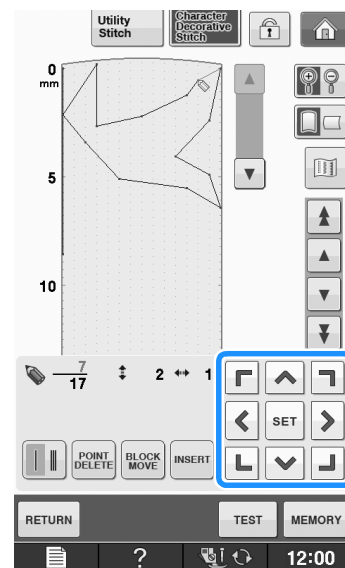 Utility
Stitch
Character
Decorative
Stitch
0
mm
5
10
7
17
2
1
POINT
DELETE
BLOCK
MOVE
INSERT
SET
RETURN
TEST
MEMORY
?
12:00